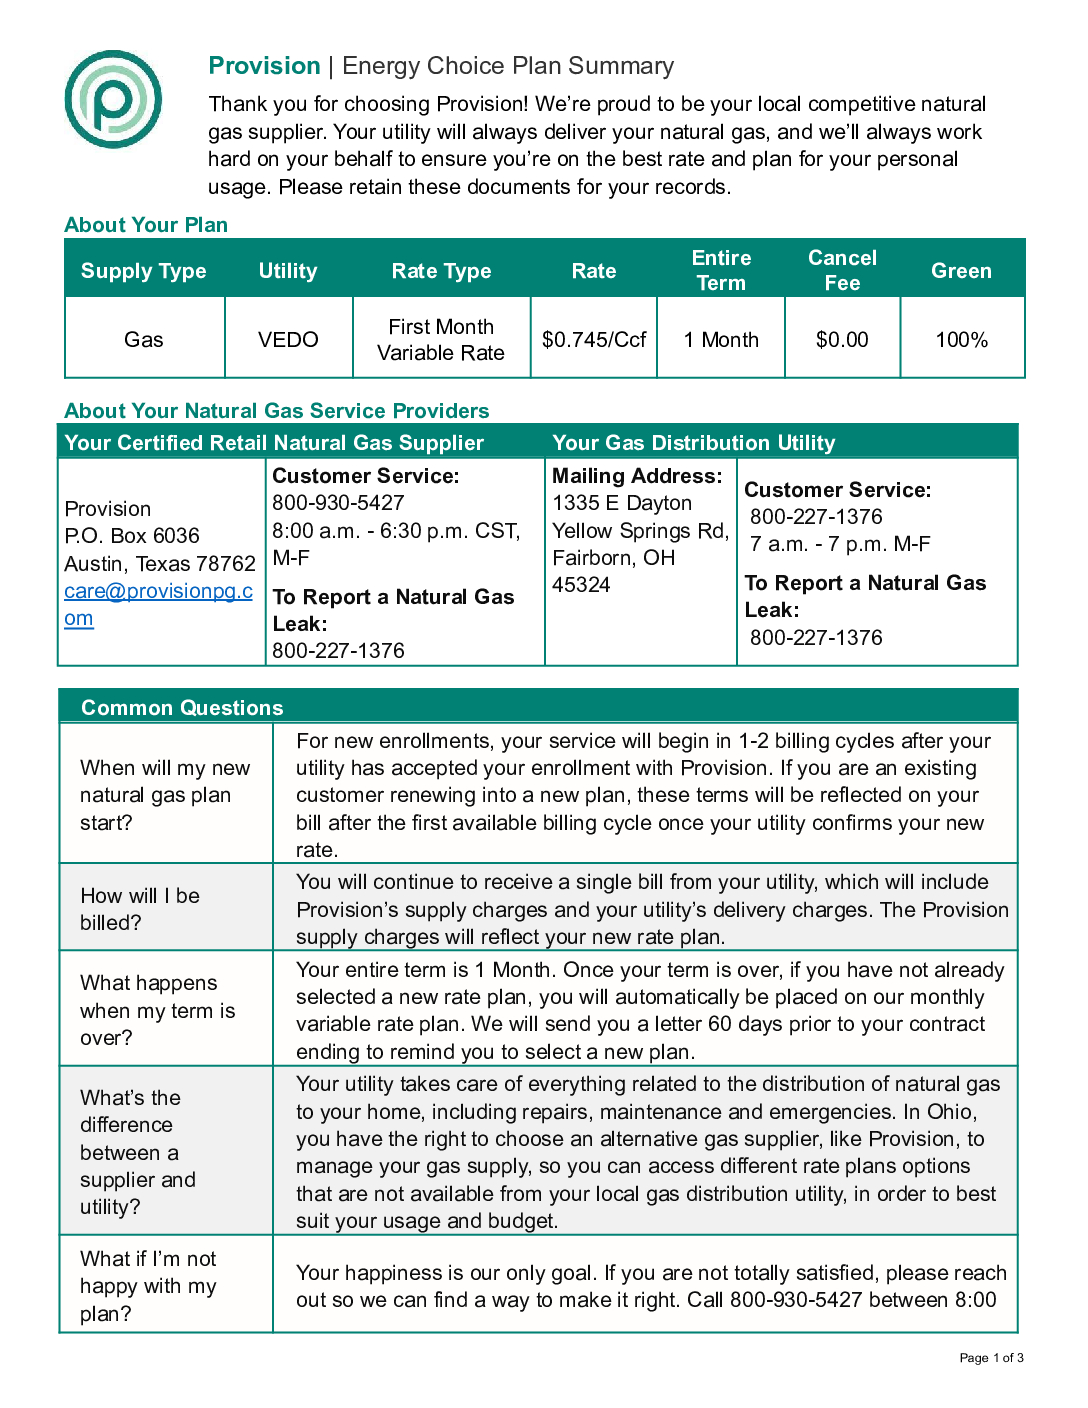 Provision | Energy Choice Plan Summary
Thank you for choosing Provision! We’re proud to be your local competitive natural
gas supplier. Your utility will always deliver your natural gas, and we’ll always work
hard on your behalf to ensure you’re on the best rate and plan for your personal
usage. Please retain these documents for your records.
About Your Plan
Supply Type Utility Rate Type Rate Entire Term Cancel Fee Green
Gas VEDO First Month Variable Rate $0.745/Ccf 1 Month $0.00 100%
About Your Natural Gas Service Providers
Your Certified Retail Natural Gas Supplier Your Gas Distribution Utility
Provision
P.O. Box 6036
Austin, Texas 78762
care@provisionpg.c
om
Customer Service:
800-930-5427
8:00 a.m. - 6:30 p.m. CST,
M-F
To Report a Natural Gas
Leak:
800-227-1376
Mailing Address:
1335 E Dayton
Yellow Springs Rd,
Fairborn, OH
45324
Customer Service:
800-227-1376
7 a.m. - 7 p.m. M-F
To Report a Natural Gas
Leak:
800-227-1376
Common Questions
When will my new
natural gas plan
start?
For new enrollments, your service will begin in 1-2 billing cycles after your
utility has accepted your enrollment with Provision. If you are an existing
customer renewing into a new plan, these terms will be reflected on your
bill after the first available billing cycle once your utility confirms your new
rate.
How will I be
billed?
You will continue to receive a single bill from your utility, which will include
Provision’s supply charges and your utility’s delivery charges. The Provision
supply charges will reflect your new rate plan.
What happens
when my term is
over?
Your entire term is 1 Month. Once your term is over, if you have not already
selected a new rate plan, you will automatically be placed on our monthly
variable rate plan. We will send you a letter 60 days prior to your contract
ending to remind you to select a new plan.
What’s the
difference
between a
supplier and
utility?
Your utility takes care of everything related to the distribution of natural gas
to your home, including repairs, maintenance and emergencies. In Ohio,
you have the right to choose an alternative gas supplier, like Provision, to
manage your gas supply, so you can access different rate plans options
that are not available from your local gas distribution utility, in order to best
suit your usage and budget.
What if I’m not
happy with my
plan?
Your happiness is our only goal. If you are not totally satisfied, please reach
out so we can find a way to make it right. Call 800-930-5427 between 8:00
Page 1 of 3